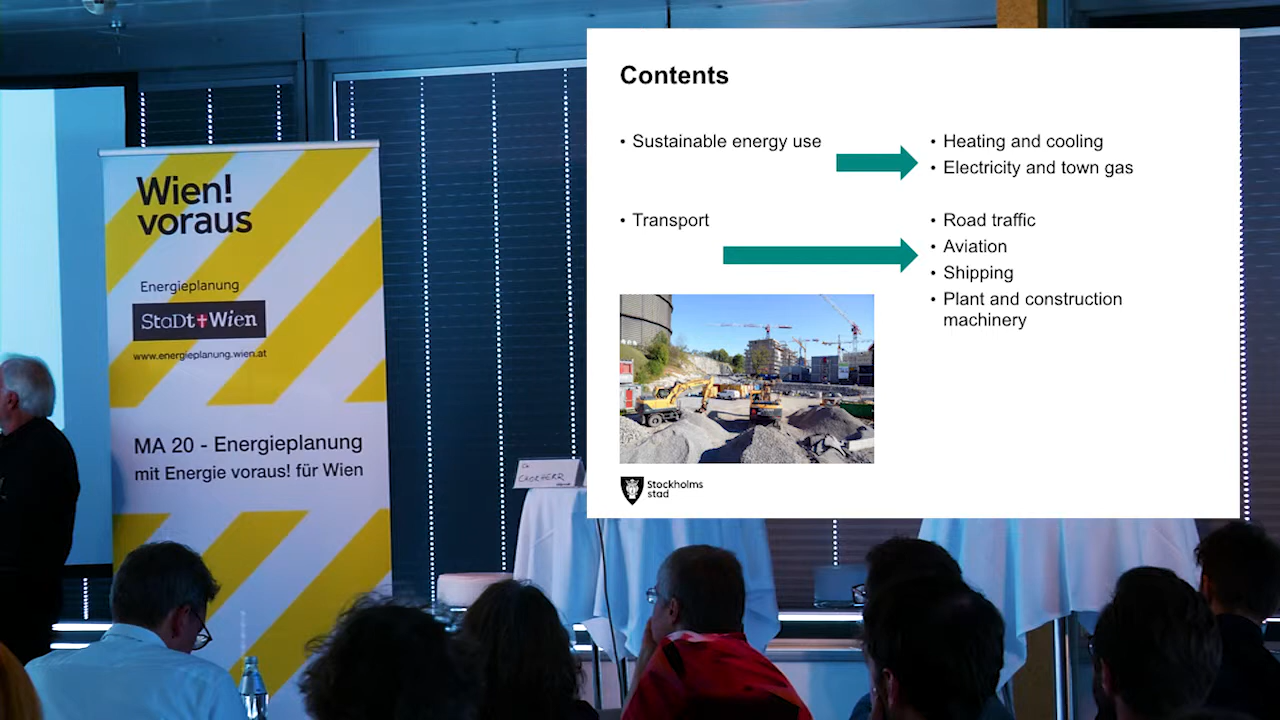 Wien!
voraus
Energieplanung
StaDt Wien
www.energieplanung.wien.at
MA 20 - Energieplanung
mit Energie voraus! für Wien
CHORHERR
Contents
• Sustainable energy use
• Heating and cooling
• Electricity and town gas
• Transport
• Road traffic
• Aviation
• Shipping
• Plant and construction
machinery
Stockholms
stad